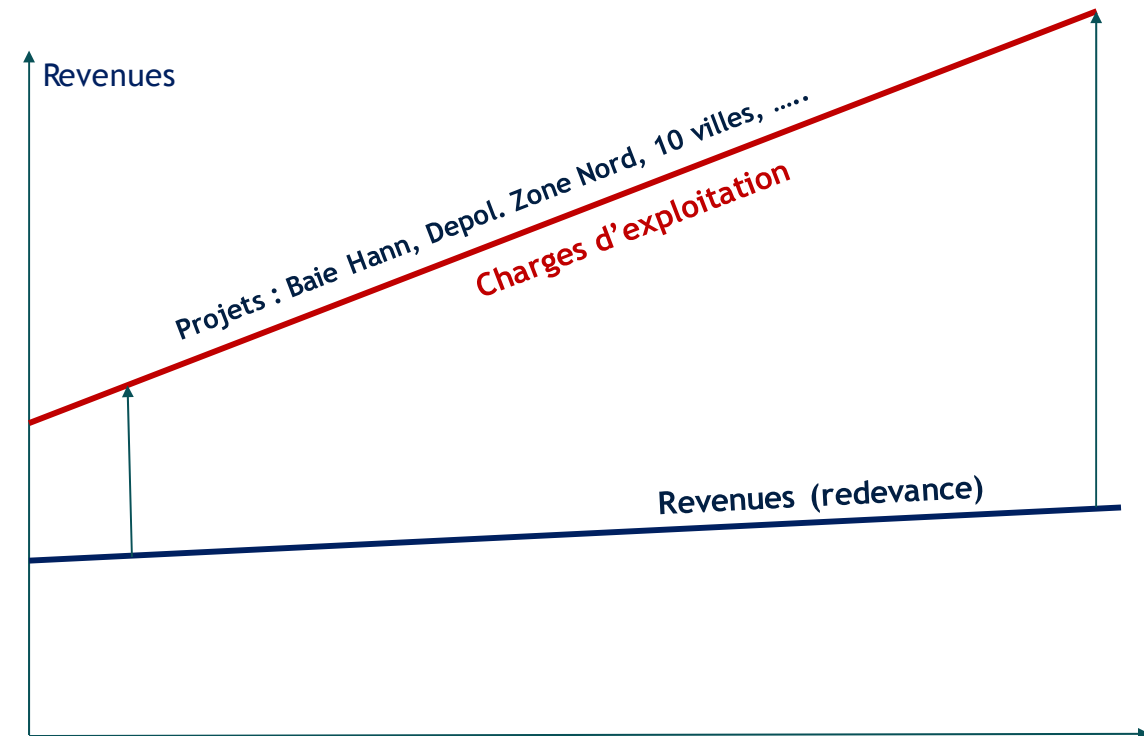 Revenues
Projets : Baie Hann, Depol. Zone Nord, 10 villes, …..
Charges d’exploitation
Revenues (redevance)